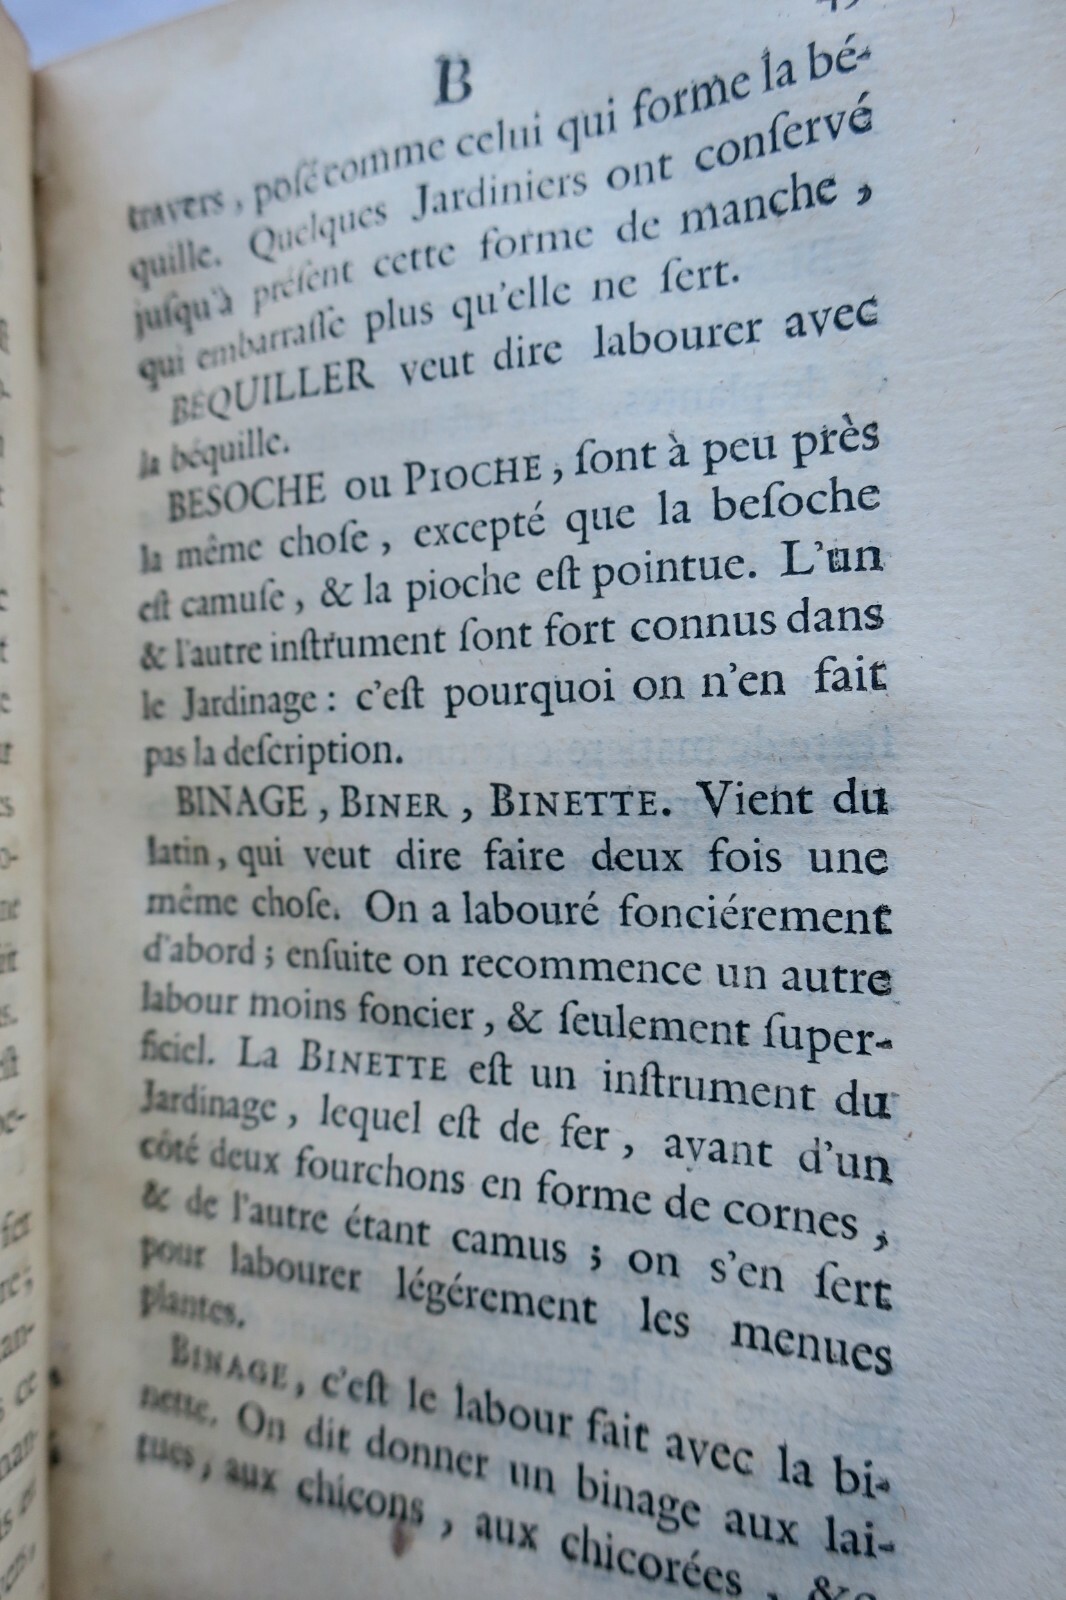 B
travers, poſé comme celui qui forme la bé-
quille. Quelques Jardiniers ont conſervé
juſqu'à préſent cette forme de manche,
qui embarraſſe plus qu'elle ne ſert.
BEQUILLER veut dire labourer avec
la béquille.
BESOCHE ou PIOCHE, ſont à peu près
la même choſe, excepté que la beſoche
eſt camuſe, & la pioche eſt pointue. L'un
& l'autre inſtrument ſont fort connus dans
le Jardinage : c'eſt pourquoi on n'en fait
pas la deſcription.
BINAGE, BINER, BINETTE. Vient du
latin, qui veut dire faire deux fois une
même choſe. On a labouré fonciérement
d'abord ; enſuite on recommence un autre
labour moins foncier, & ſeulement ſuper-
ficiel. La BINETTE eſt un inſtrument du
Jardinage, lequel eſt de fer, ayant d'un
côté deux fourchons en forme de cornes,
& de l'autre étant camus ; on s'en ſert
pour labourer légérement les menues
plantes.
BINAGE, c'eſt le labour fait avec la bi-
nette. On dit donner un binage aux lai-
tues, aux chicons, aux chicorées, &c